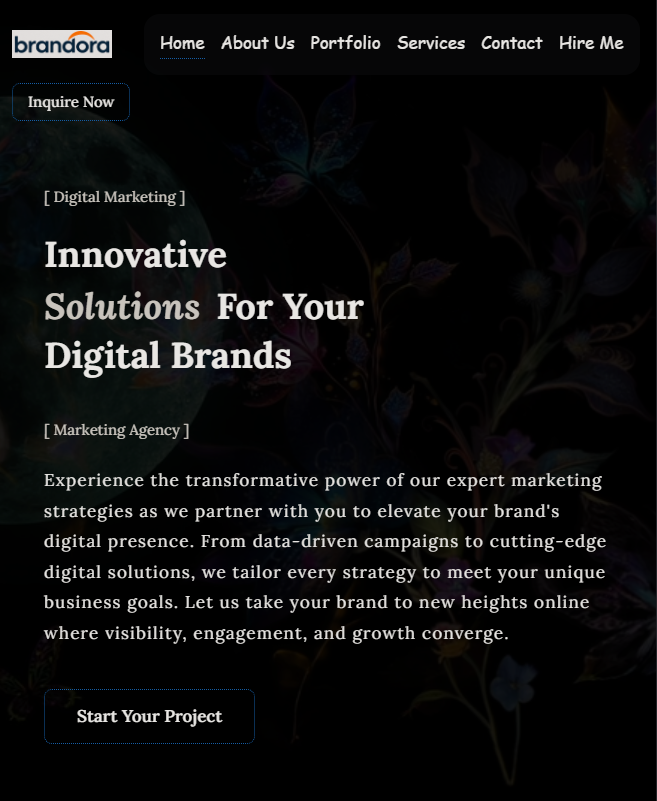 brandora
Home About Us Portfolio Services Contact Hire Me
Inquire Now
[ Digital Marketing ]
Innovative
Solutions For Your
Digital Brands
[ Marketing Agency ]
Experience the transformative power of our expert marketing
strategies as we partner with you to elevate your brand's
digital presence. From data-driven campaigns to cutting-edge
digital solutions, we tailor every strategy to meet your unique
business goals. Let us take your brand to new heights online
where visibility, engagement, and growth converge.
Start Your Project